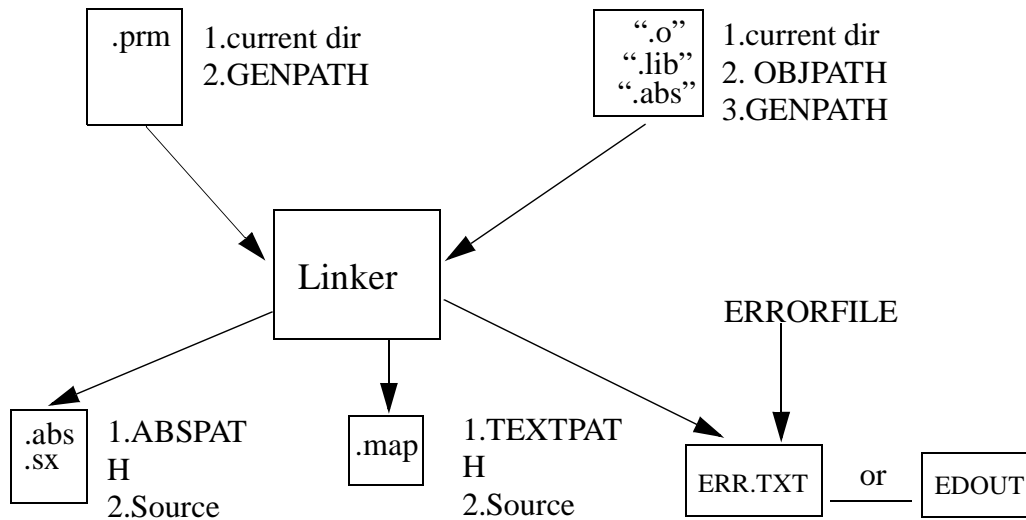 .prm
1.current dir
2.GENPATH
“.o”
“.lib”
“.abs”
1.current dir
2. OBJPATH
3.GENPATH
Linker
ERRORFILE
.abs
.sx
1.ABSPAT
H
2.Source
.map
1.TEXTPAT
H
2.Source
ERR.TXT
or
EDOUT